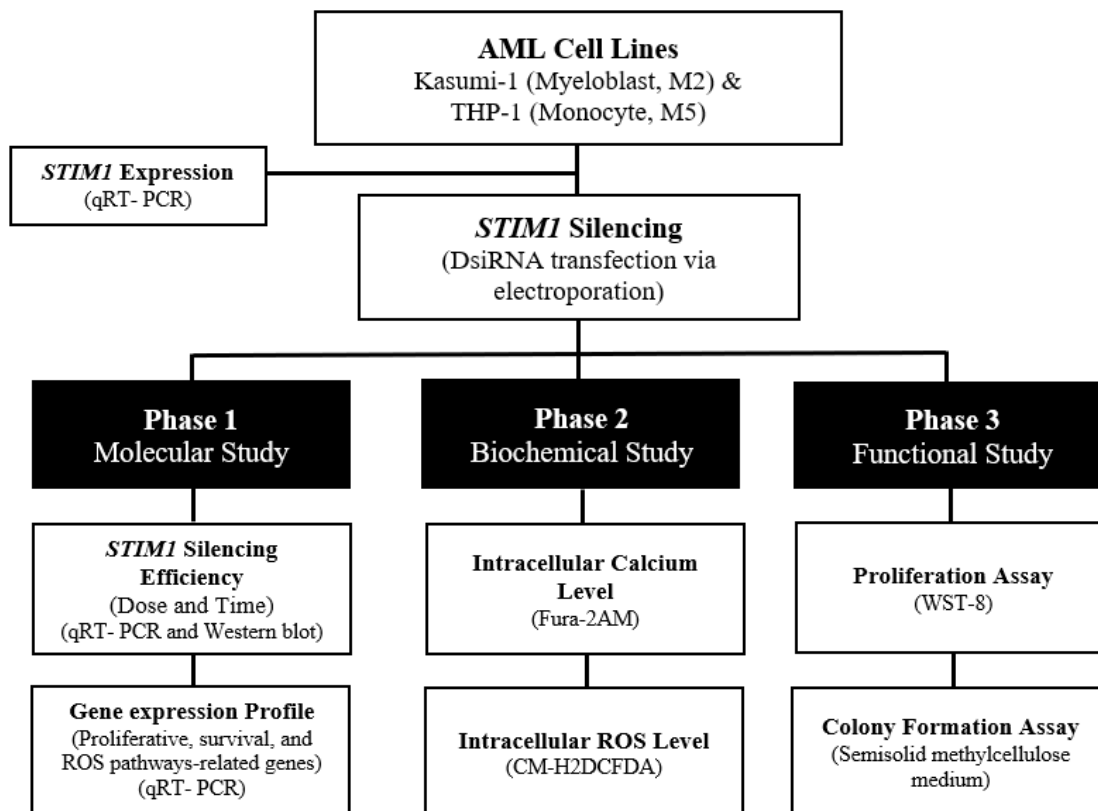 AML Cell Lines
Kasumi-1 (Myeloblast, M2) &
THP-1 (Monocyte, M5)
STIM1 Expression
(qRT- PCR)
STIM1 Silencing
(DsiRNA transfection via
electroporation)
Phase 1
Molecular Study
Phase 2
Biochemical Study
Phase 3
Functional Study
STIM1 Silencing
Efficiency
(Dose and Time)
(qRT- PCR and Western blot)
Intracellular Calcium
Level
(Fura-2AM)
Proliferation Assay
(WST-8)
Gene expression Profile
(Proliferative, survival, and
ROS pathways-related genes)
(qRT- PCR)
Intracellular ROS Level
(CM-H2DCFDA)
Colony Formation Assay
(Semisolid methylcellulose
medium)